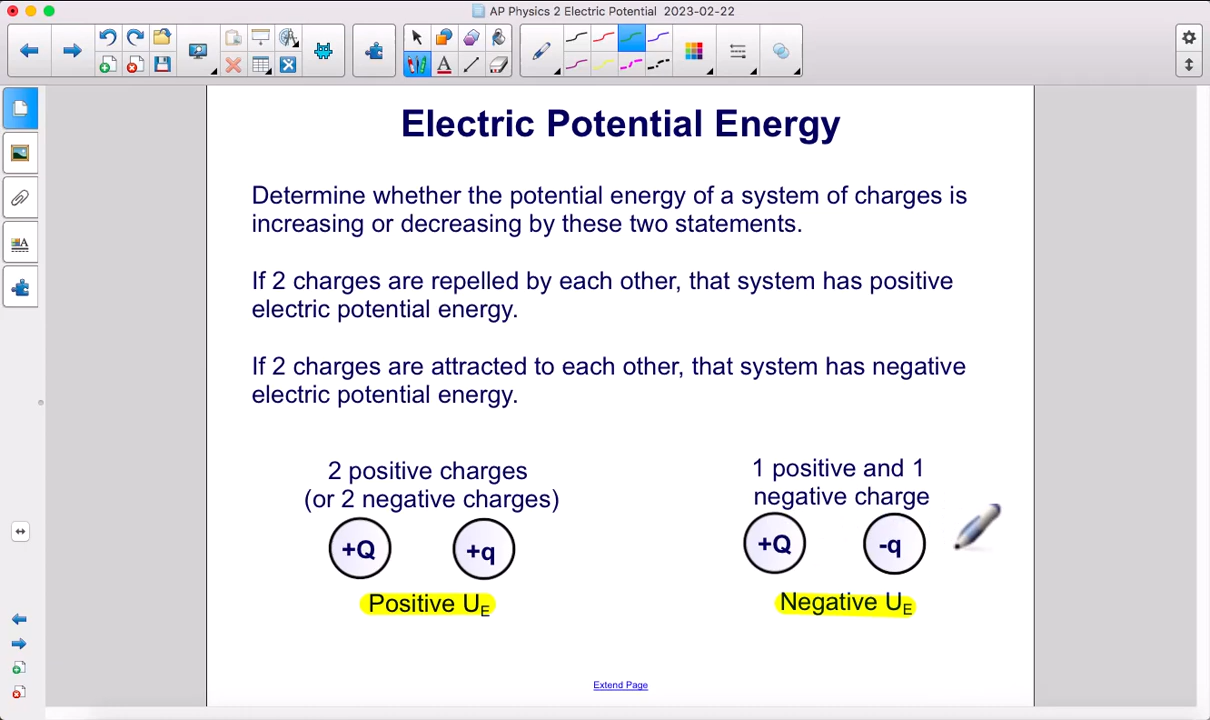 AP Physics 2 Electric Potential 2023-02-22
Electric Potential Energy
Determine whether the potential energy of a system of charges is
increasing or decreasing by these two statements.
If 2 charges are repelled by each other, that system has positive
electric potential energy.
If 2 charges are attracted to each other, that system has negative
electric potential energy.
2 positive charges
(or 2 negative charges)
+Q +q
Positive UE
1 positive and 1
negative charge
+Q -q
Negative UE
Extend Page